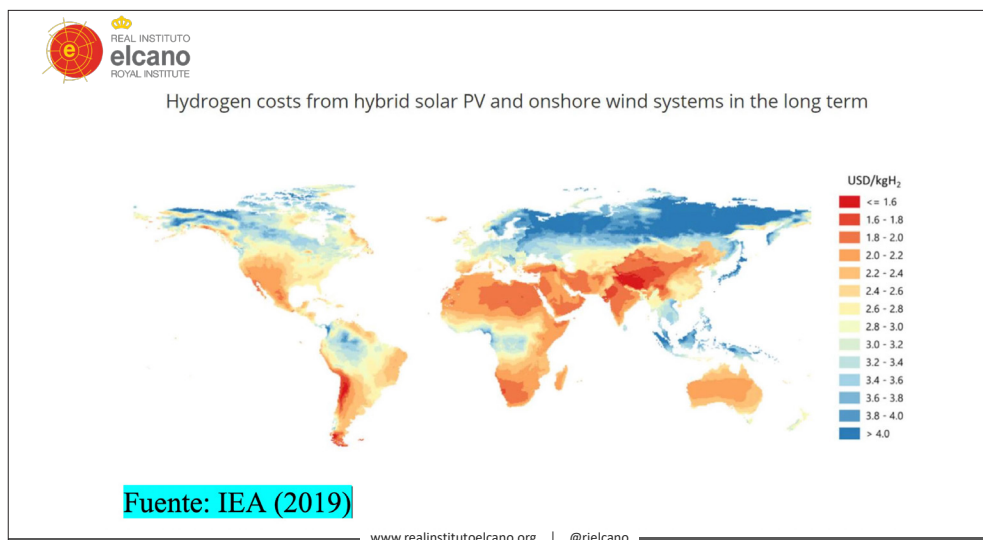 e
REAL INSTITUTO
elcano
ROYAL INSTITUTE
Hydrogen costs from hybrid solar PV and onshore wind systems in the long term
USD/kgH₂
<= 1.6
1.6 - 1.8
1.8 - 2.0
2.0 - 2.2
2.2 - 2.4
2.4 - 2.6
2.6 - 2.8
2.8 - 3.0
3.0 - 3.2
3.2 - 3.4
3.4 - 3.6
3.6 - 3.8
3.8 - 4.0
> 4.0
Fuente: IEA (2019)
www.realinstitutoelcano.org | @rielcano